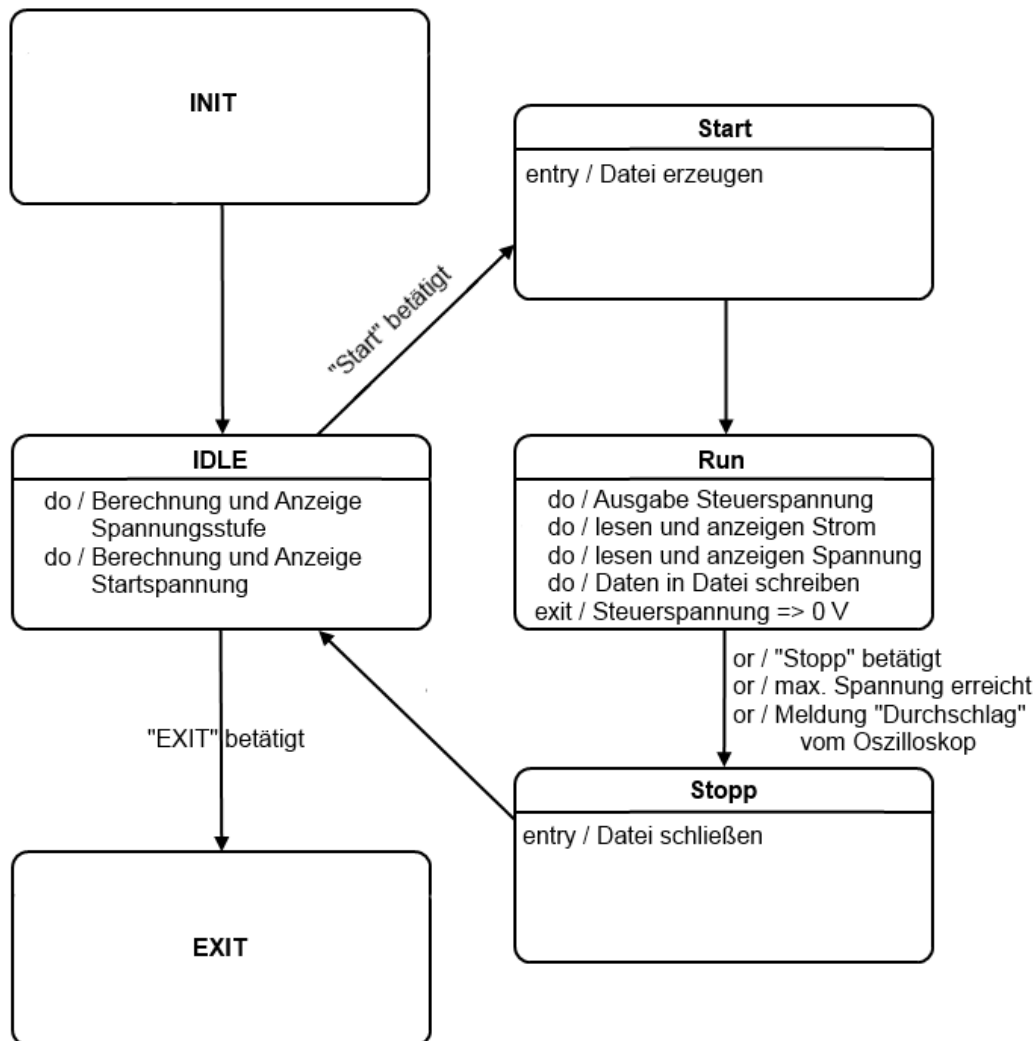 INIT
Start
entry / Datei erzeugen
"Start" betätigt
IDLE
do / Berechnung und Anzeige
Spannungsstufe
do / Berechnung und Anzeige
Startspannung
Run
do / Ausgabe Steuerspannung
do / lesen und anzeigen Strom
do / lesen und anzeigen Spannung
do / Daten in Datei schreiben
exit / Steuerspannung => 0 V
or / "Stopp" betätigt
or / max. Spannung erreicht
or / Meldung "Durchschlag"
vom Oszilloskop
"EXIT" betätigt
Stopp
entry / Datei schließen
EXIT